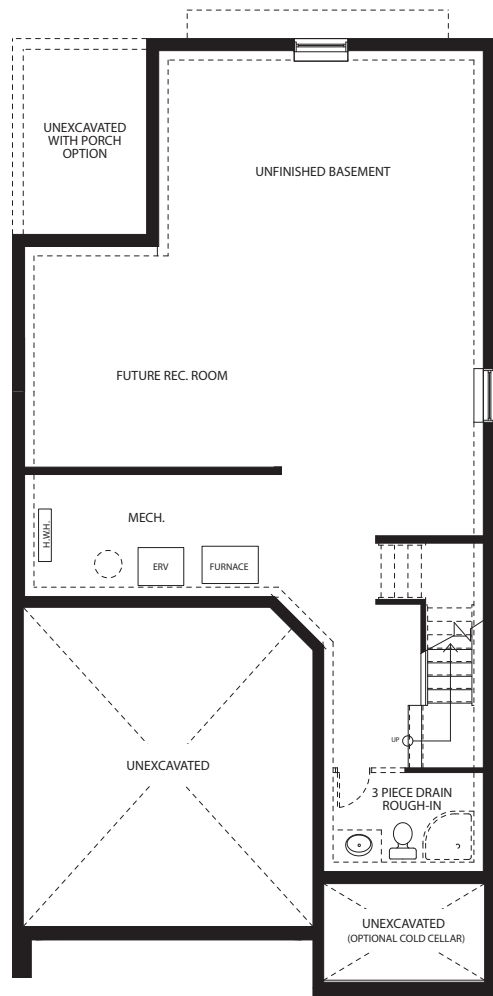 UNEXCAVATED
WITH PORCH
OPTION
UNFINISHED BASEMENT
FUTURE REC. ROOM
MECH.
H.W.H.
ERV
FURNACE
UP
UNEXCAVATED
3 PIECE DRAIN
ROUGH-IN
UNEXCAVATED
(OPTIONAL COLD CELLAR)